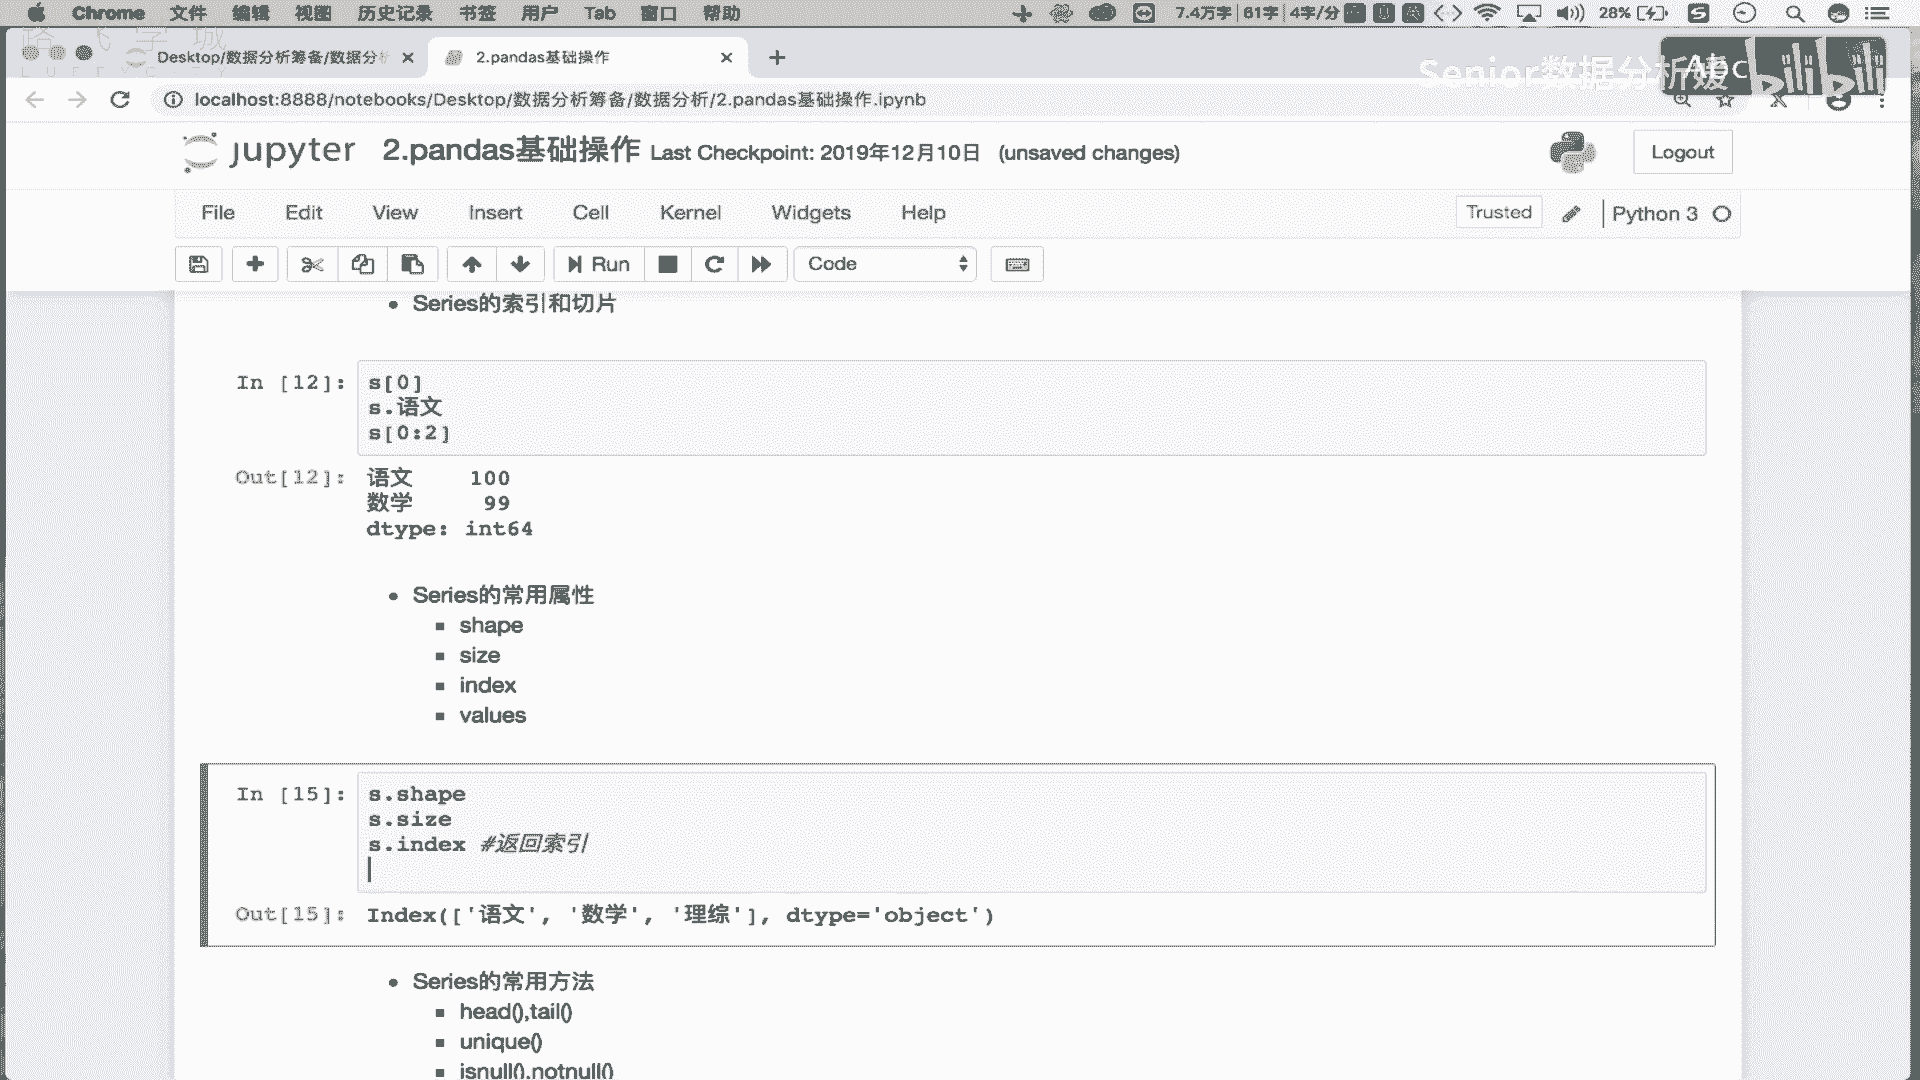 Chrome 文件 编辑 视图 历史记录 书签 用户 Tab 窗口 帮助 7.4万字 61字 4字/分 28%
Desktop/数据分析筹备/数据分析
2.pandas基础操作
Senior数据分析媛
bilibili
localhost:8888/notebooks/Desktop/数据分析筹备/数据分析/2.pandas基础操作.ipynb
jupyter 2.pandas基础操作 Last Checkpoint: 2019年12月10日 (unsaved changes)
Logout
File Edit View Insert Cell Kernel Widgets Help
Trusted Python 3
Run Code
Series的索引和切片
In [12]: s[0]
s.语文
s[0:2]
Out[12]: 语文 100
数学 99
dtype: int64
Series的常用属性
shape
size
index
values
In [15]: s.shape
s.size
s.index #返回索引
Out[15]: Index(['语文', '数学', '理综'], dtype='object')
Series的常用方法
head(),tail()
unique()
isnull(),notnull()